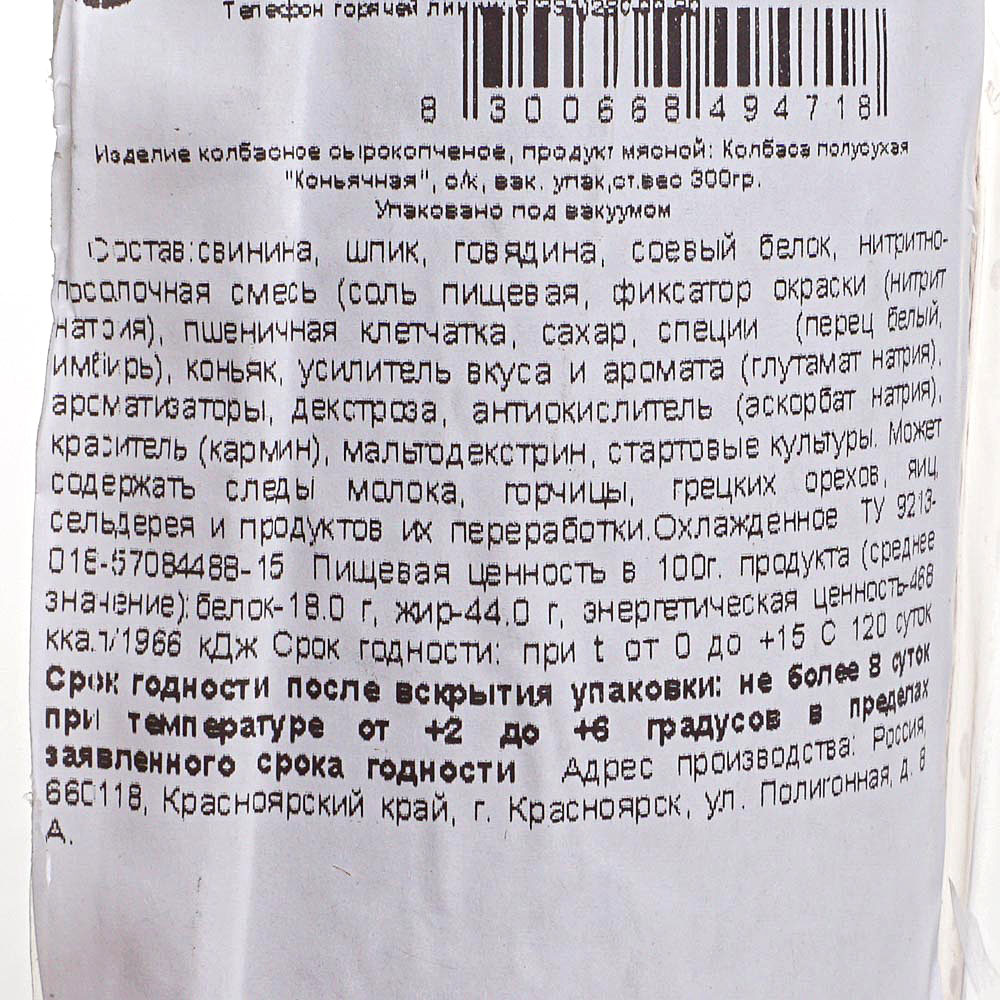 Телефон горячей линии:
8 300668 494718
Изделие колбасное сырокопченое, продукт мясной: Колбаса полусухая
"Коньячная", с/к, вак. упак,ст.вес 300гр.
Упаковано под вакуумом
Состав:свинина, шпик, говядина, соевый белок, нитритно-
посолочная смесь (соль пищевая, фиксатор окраски (нитрит
натрия), пшеничная клетчатка, сахар, специи (перец белый,
имбирь), коньяк, усилитель вкуса и аромата (глутамат натрия),
ароматизаторы, декстроза, антиокислитель (аскорбат натрия),
краситель (кармин), мальтодекстрин, стартовые культуры. Может
содержать следы молока, горчицы, грецких орехов, яиц,
сельдерея и продуктов их переработки.Охлажденное ТУ 9213-
018-57084488-15 Пищевая ценность в 100г. продукта (среднее
значение):белок-18.0 г, жир-44.0 г, энергетическая ценность-468
ккал/1966 кДж Срок годности: при t от 0 до +15 С 120 суток
Срок годности после вскрытия упаковки: не более 8 суток
при температуре от +2 до +6 градусов в пределах
заявленного срока годности Адрес производства: Россия,
660118, Красноярский край, г. Красноярск, ул. Полигонная, д. 8
А.